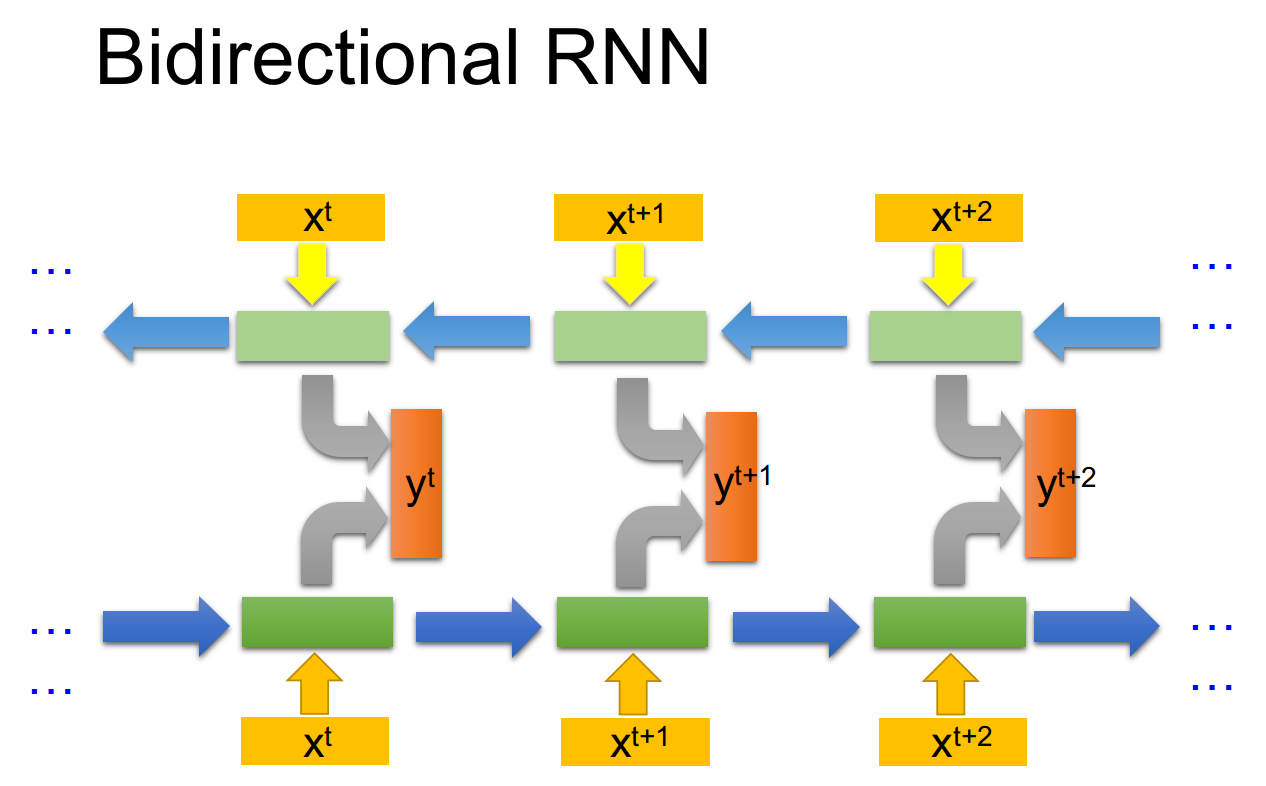 Bidirectional RNN
xᵗ xᵗ⁺¹ xᵗ⁺²
... ...
... ...
yᵗ yᵗ⁺¹ yᵗ⁺²
... ...
... ...
xᵗ xᵗ⁺¹ xᵗ⁺²